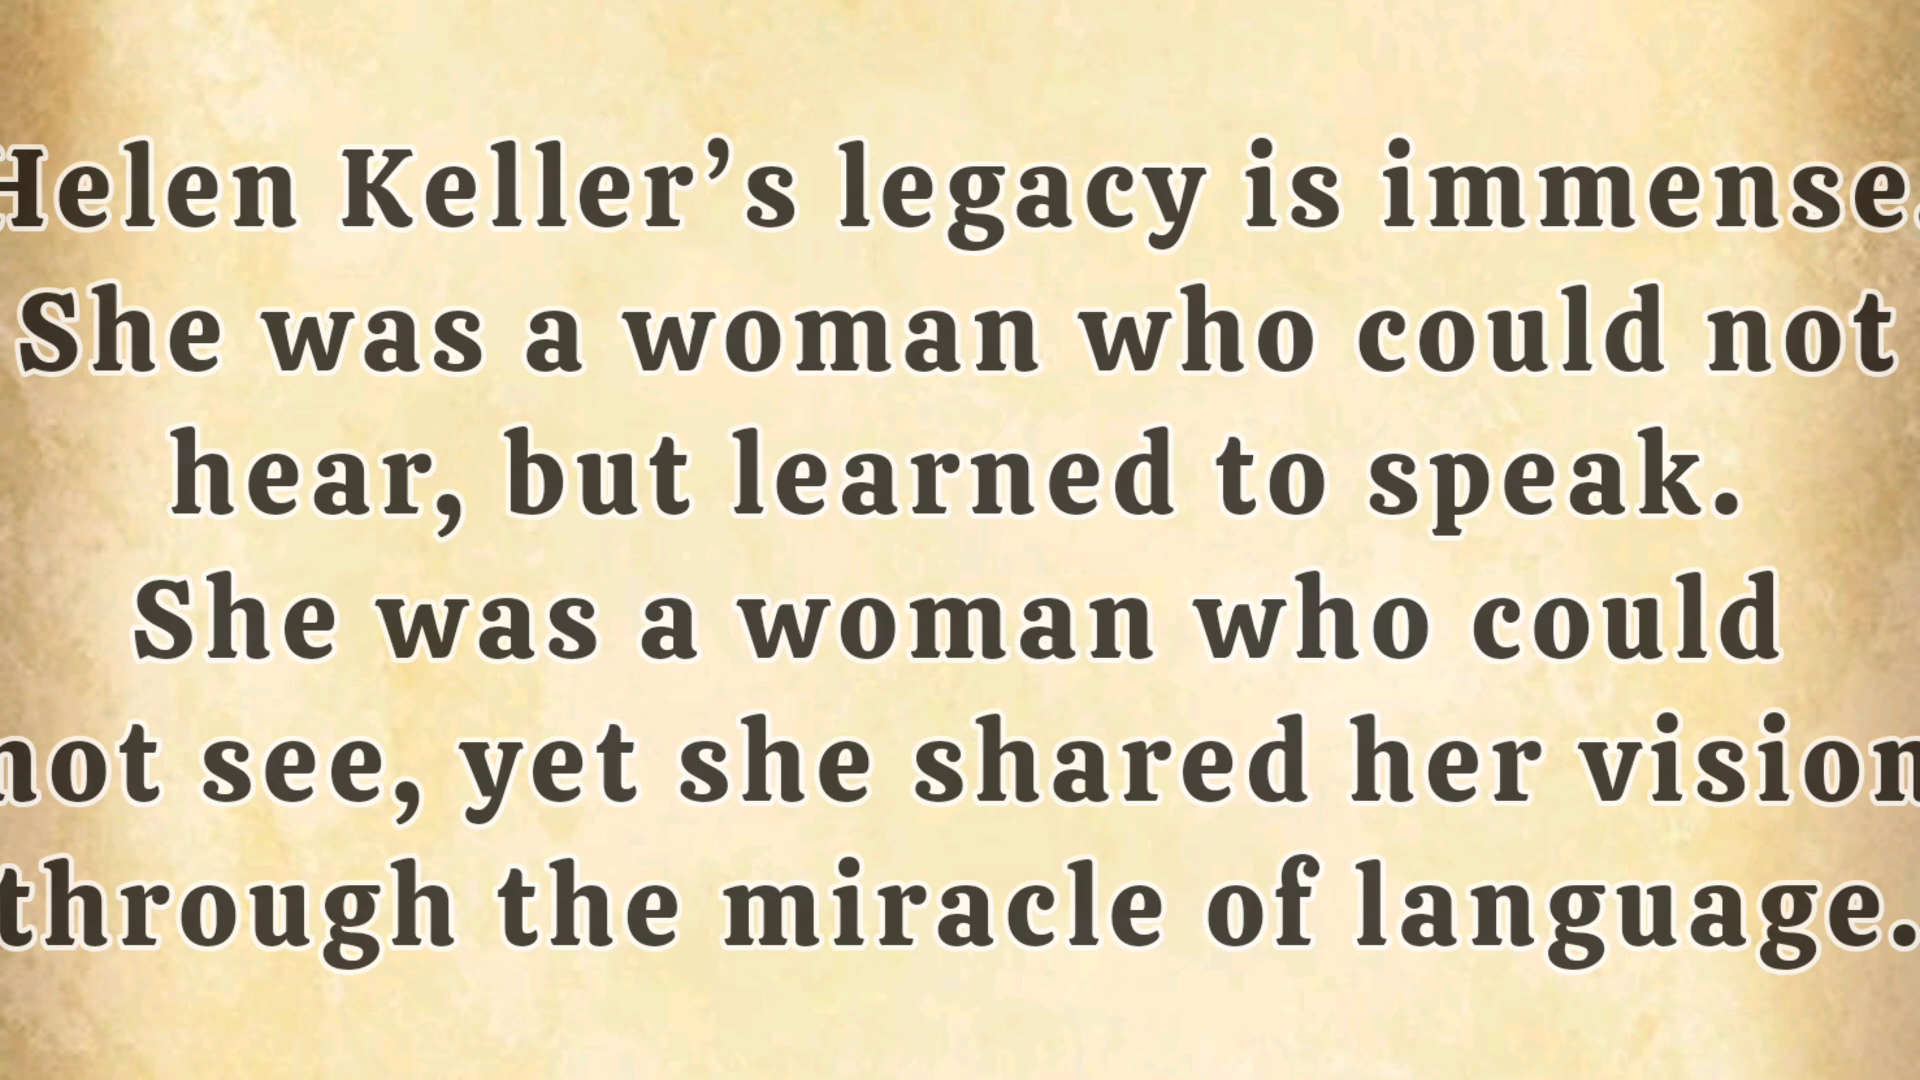 Helen Keller’s legacy is immense.
She was a woman who could not
hear, but learned to speak.
She was a woman who could
not see, yet she shared her vision
through the miracle of language.